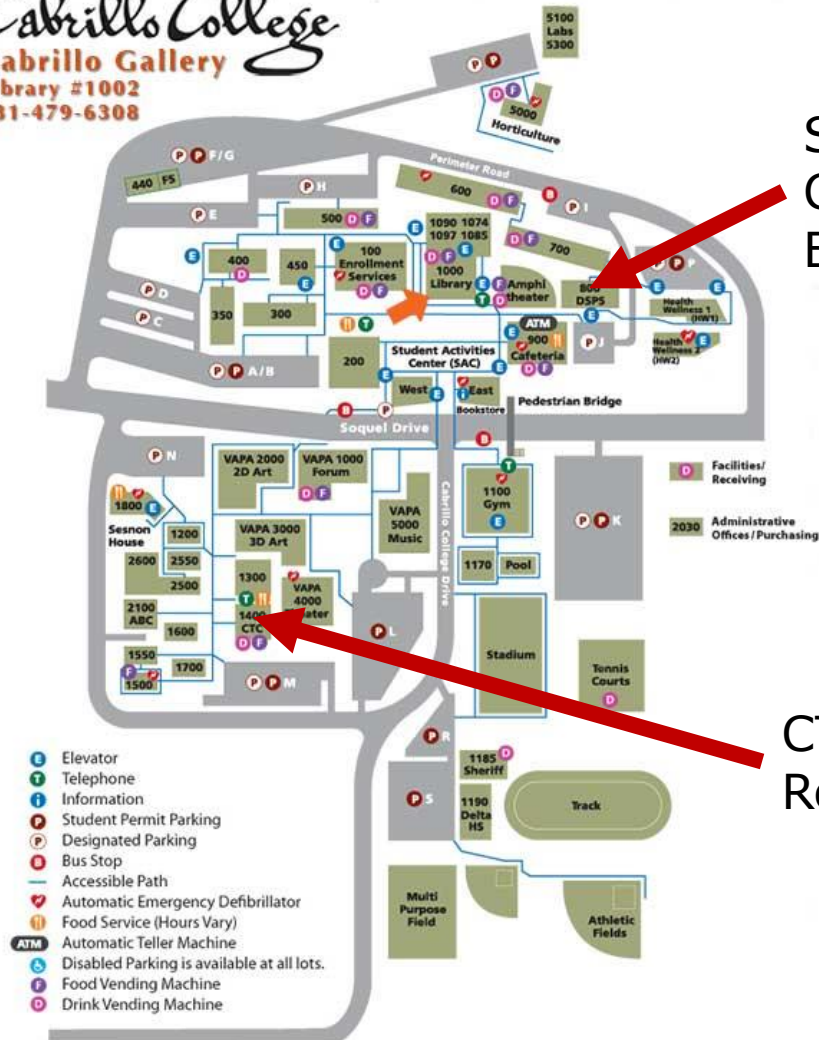 Cabrillo College
Cabrillo Gallery
Library #1002
831-479-6308
5100
Labs
5300
P P
D F
5000
Horticulture
P P F/G
440 FS
P H
P E
500 D F
Perimeter Road
600
D F
B
P I
1090 1074
1097 1085
D F E
1000
Library
E F
T D
Amphi
theater
D F
700
800
DSPS
P P P
E
E
Health
Wellness 1
(HW1)
Health
Wellness 2
(HW2)
E
E
E
400
D
450
E
E
100
Enrollment
Services
D F
E
P D
P C
350
300
T
ATM
E
900
Cafeteria
D F
E
P J
P P A/B
200
Student Activities
Center (SAC)
E
E
West
E
East
Bookstore
Pedestrian Bridge
B
P
Soquel Drive
B
P N
VAPA 2000
2D Art
VAPA 1000
Forum
D F
1800
E
Sesnon
House
1200
2600
2550
2500
VAPA 3000
3D Art
VAPA
5000
Music
Cabrillo College Drive
T
1100
Gym
E
1170
Pool
P P K
D
Facilities/
Receiving
2030
Administrative
Offices/Purchasing
1300
T
1400
CTC
D F
VAPA
4000
2100
ABC
1600
1550
F
1500
1700
P P M
P L
Stadium
Tennis
Courts
D
P R
P S
1185
Sheriff
D
1190
Delta
HS
Track
Multi
Purpose
Field
Athletic
Fields
E Elevator
T Telephone
i Information
P Student Permit Parking
P Designated Parking
B Bus Stop
Accessible Path
Automatic Emergency Defibrillator
Food Service (Hours Vary)
ATM Automatic Teller Machine
Disabled Parking is available at all lots.
F Food Vending Machine
D Drink Vending Machine